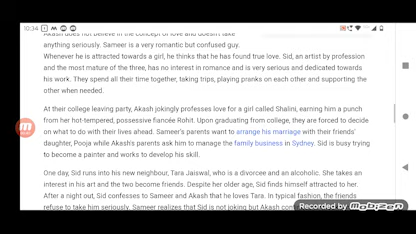 10:34
Akash does not believe in the concept of love and doesn't take
anything seriously. Sameer is a very romantic but confused guy.
Whenever he is attracted towards a girl, he thinks that he has found true love. Sid, an artist by profession
and the most mature of the three, has no interest in romance and is very serious and dedicated towards
his work. They spend all their time together, taking trips, playing pranks on each other and supporting the
other when needed.
At their college leaving party, Akash jokingly professes love for a girl called Shalini, earning him a punch
from her hot-tempered, possessive fiancée Rohit. Upon graduating from college, they are forced to decide
on what to do with their lives ahead. Sameer's parents want to arrange his marriage with their friends'
daughter, Pooja while Akash's parents ask him to manage the family business in Sydney. Sid is busy trying
to become a painter and works to develop his skill.
One day, Sid runs into his new neighbour, Tara Jaiswal, who is a divorcee and an alcoholic. She takes an
interest in his art and the two become friends. Despite her older age, Sid finds himself attracted to her.
After a night out, Sid confesses to Sameer and Akash that he loves Tara. In typical fashion, the friends
refuse to take him seriously. Sameer realizes that Sid is not joking but Akash
Recorded by Mobizen